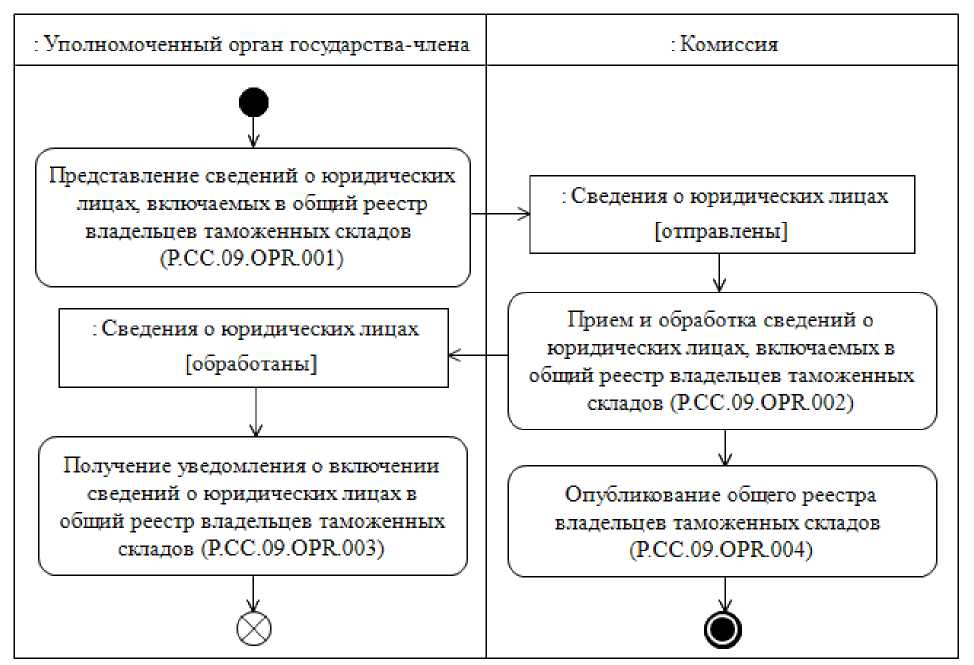 : Уполномоченный орган государства-члена
: Комиссия
Представление сведений о юридических
лицах, включаемых в общий реестр
владельцев таможенных складов
(P.CC.09.OPR.001)
: Сведения о юридических лицах
[отправлены]
Прием и обработка сведений о
юридических лицах, включаемых в
общий реестр владельцев таможенных
складов (P.CC.09.OPR.002)
: Сведения о юридических лицах
[обработаны]
Получение уведомления о включении
сведений о юридических лицах в
общий реестр владельцев таможенных
складов (P.CC.09.OPR.003)
Опубликование общего реестра
владельцев таможенных складов
(P.CC.09.OPR.004)